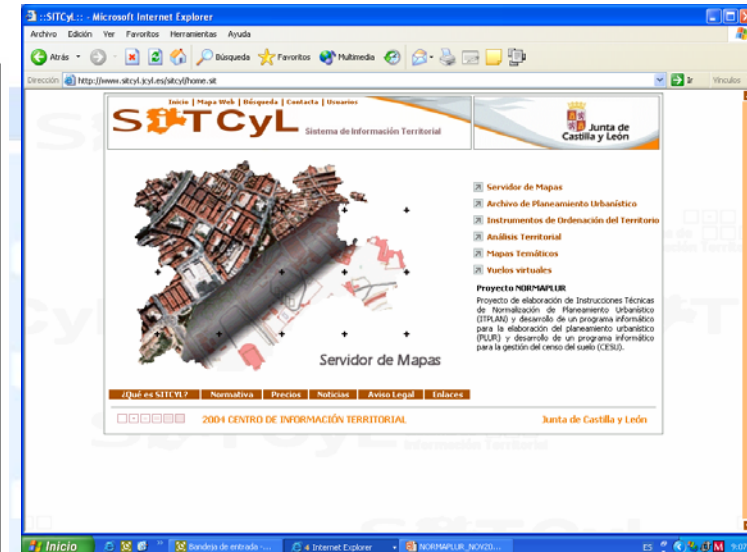 ::SITCyL:: - Microsoft Internet Explorer
Archivo Edición Ver Favoritos Herramientas Ayuda
Atrás Búsqueda Favoritos Multimedia
Dirección http://www.sitcyl.jcyl.es/sitcyl/home.sit Ir Vínculos
Inicio | Mapa Web | Búsqueda | Contacta | Usuarios
SiTCyL Sistema de Información Territorial
Junta de
Castilla y León
Servidor de Mapas
Archivo de Planeamiento Urbanístico
Instrumentos de Ordenación del Territorio
Análisis Territorial
Mapas Temáticos
Vuelos virtuales
Proyecto NORMAPLUR
Proyecto de elaboración de Instrucciones Técnicas
de Normalización de Planeamiento Urbanístico
(ITPLAN) y desarrollo de un programa informático
para la elaboración del planeamiento urbanístico
(PLUR) y desarrollo de un programa informático
para la gestión del censo del suelo (CESU).
Servidor de Mapas
¿Qué es SITCYL? Normativa Precios Noticias Aviso Legal Enlaces
2004 CENTRO DE INFORMACIÓN TERRITORIAL Junta de Castilla y León
Inicio Bandeja de entrada -... 4 Internet Explorer NORMAPLUR_NOV20... ES